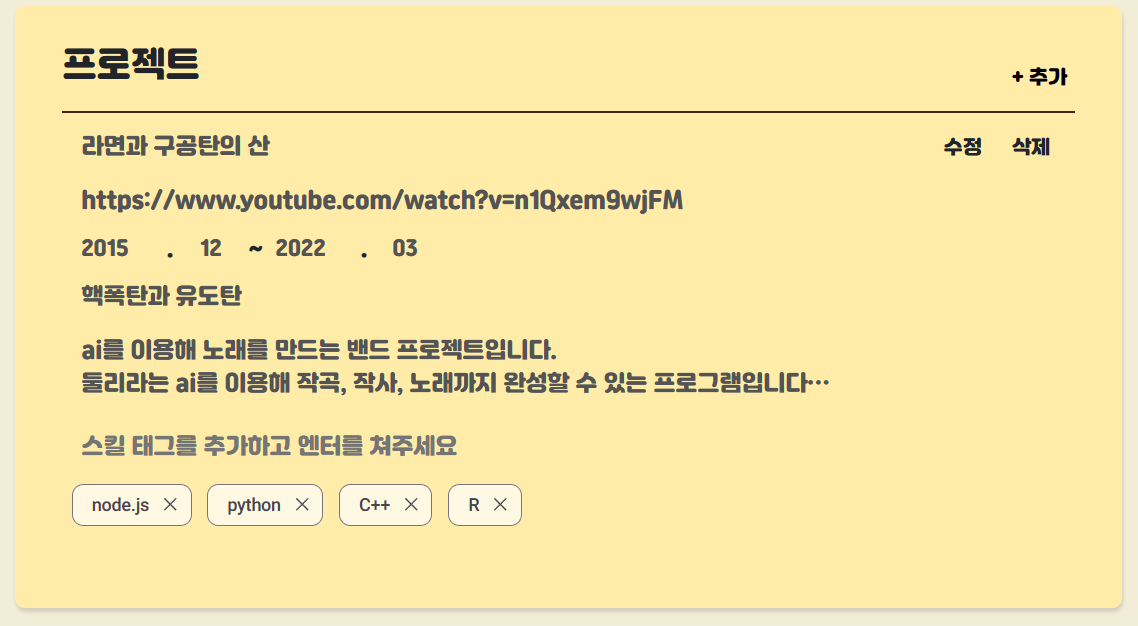 프로젝트
+ 추가
라면과 구공탄의 산
수정 삭제
https://www.youtube.com/watch?v=n1Qxem9wjFM
2015 . 12 ~ 2022 . 03
핵폭탄과 유도탄
ai를 이용해 노래를 만드는 밴드 프로젝트입니다.
둘리라는 ai를 이용해 작곡, 작사, 노래까지 완성할 수 있는 프로그램입니다…
스킬 태그를 추가하고 엔터를 쳐주세요
node.js × python × C++ × R ×